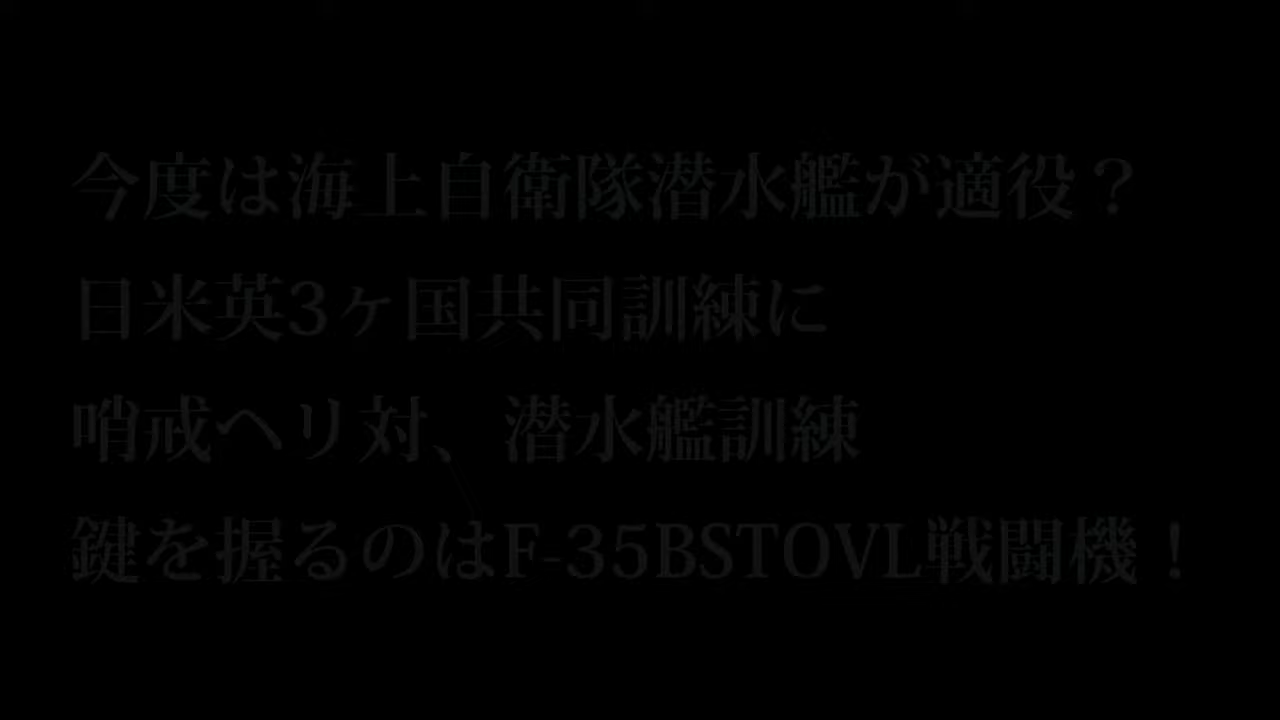 今度は海上自衛隊潜水艦が適役？
日米英3ヶ国共同訓練に
哨戒ヘリ対、潜水艦訓練
鍵を握るのはF-35BSTOVL戦闘機！